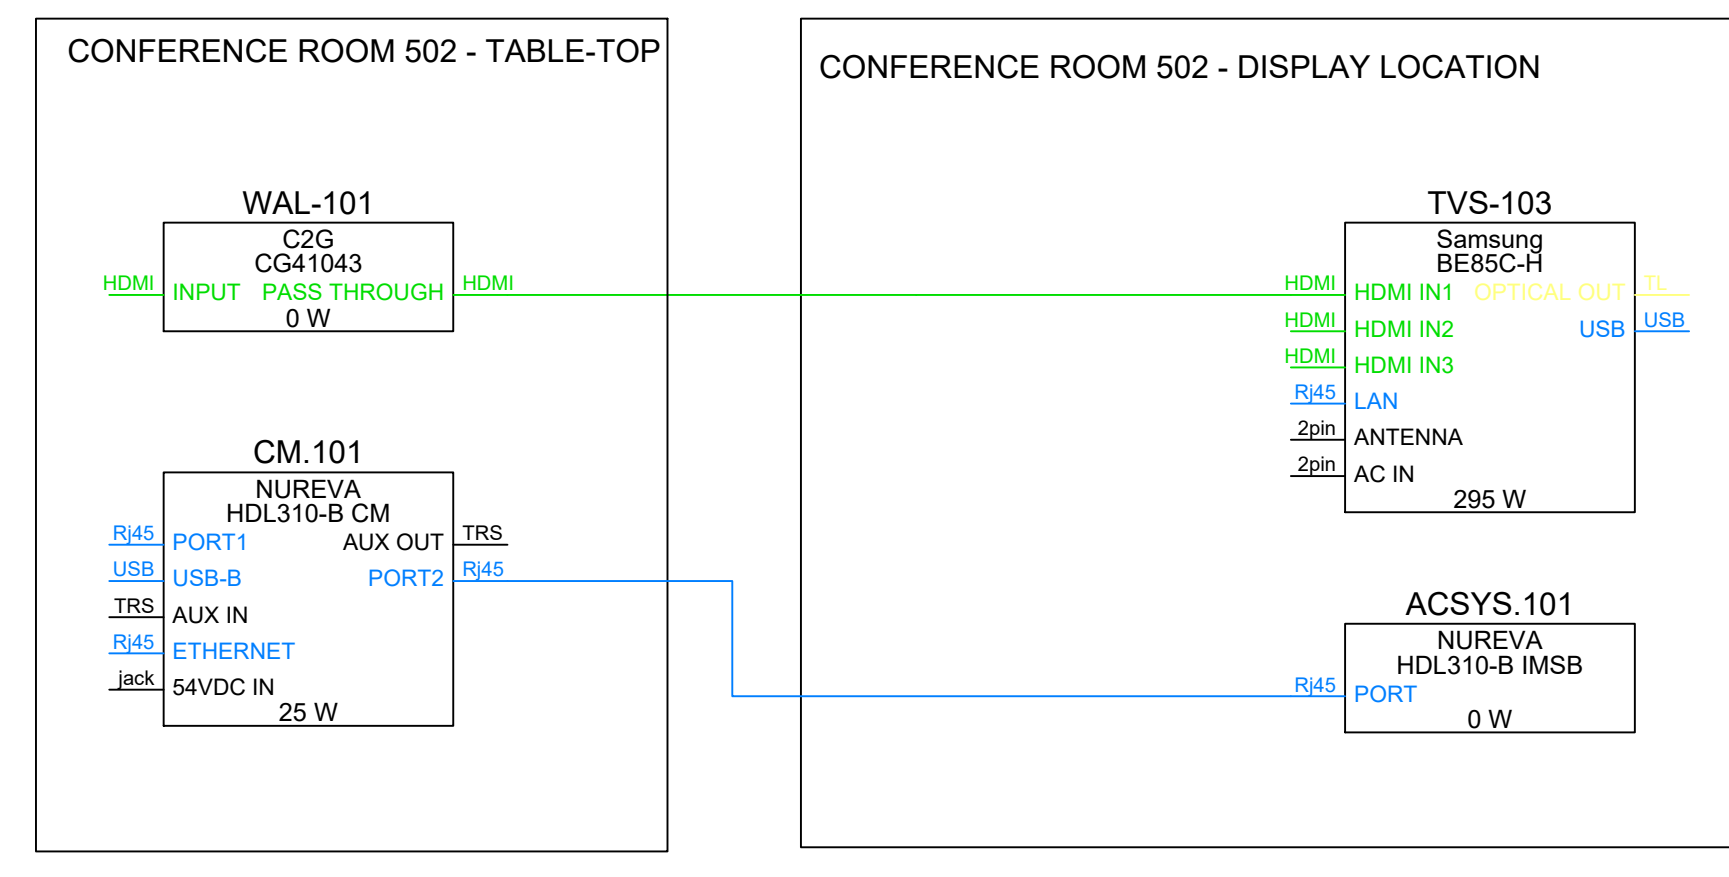 CONFERENCE ROOM 502 - TABLE-TOP
WAL-101
C2G
CG41043
HDMI INPUT PASS THROUGH HDMI
0 W
CM.101
NUREVA
HDL310-B CM
Rj45 PORT1 AUX OUT TRS
USB USB-B PORT2 Rj45
TRS AUX IN
Rj45 ETHERNET
jack 54VDC IN
25 W
CONFERENCE ROOM 502 - DISPLAY LOCATION
TVS-103
Samsung
BE85C-H
HDMI HDMI IN1 OPTICAL OUT TL
HDMI HDMI IN2 USB USB
HDMI HDMI IN3
Rj45 LAN
2pin ANTENNA
2pin AC IN
295 W
ACSYS.101
NUREVA
HDL310-B IMSB
Rj45 PORT
0 W